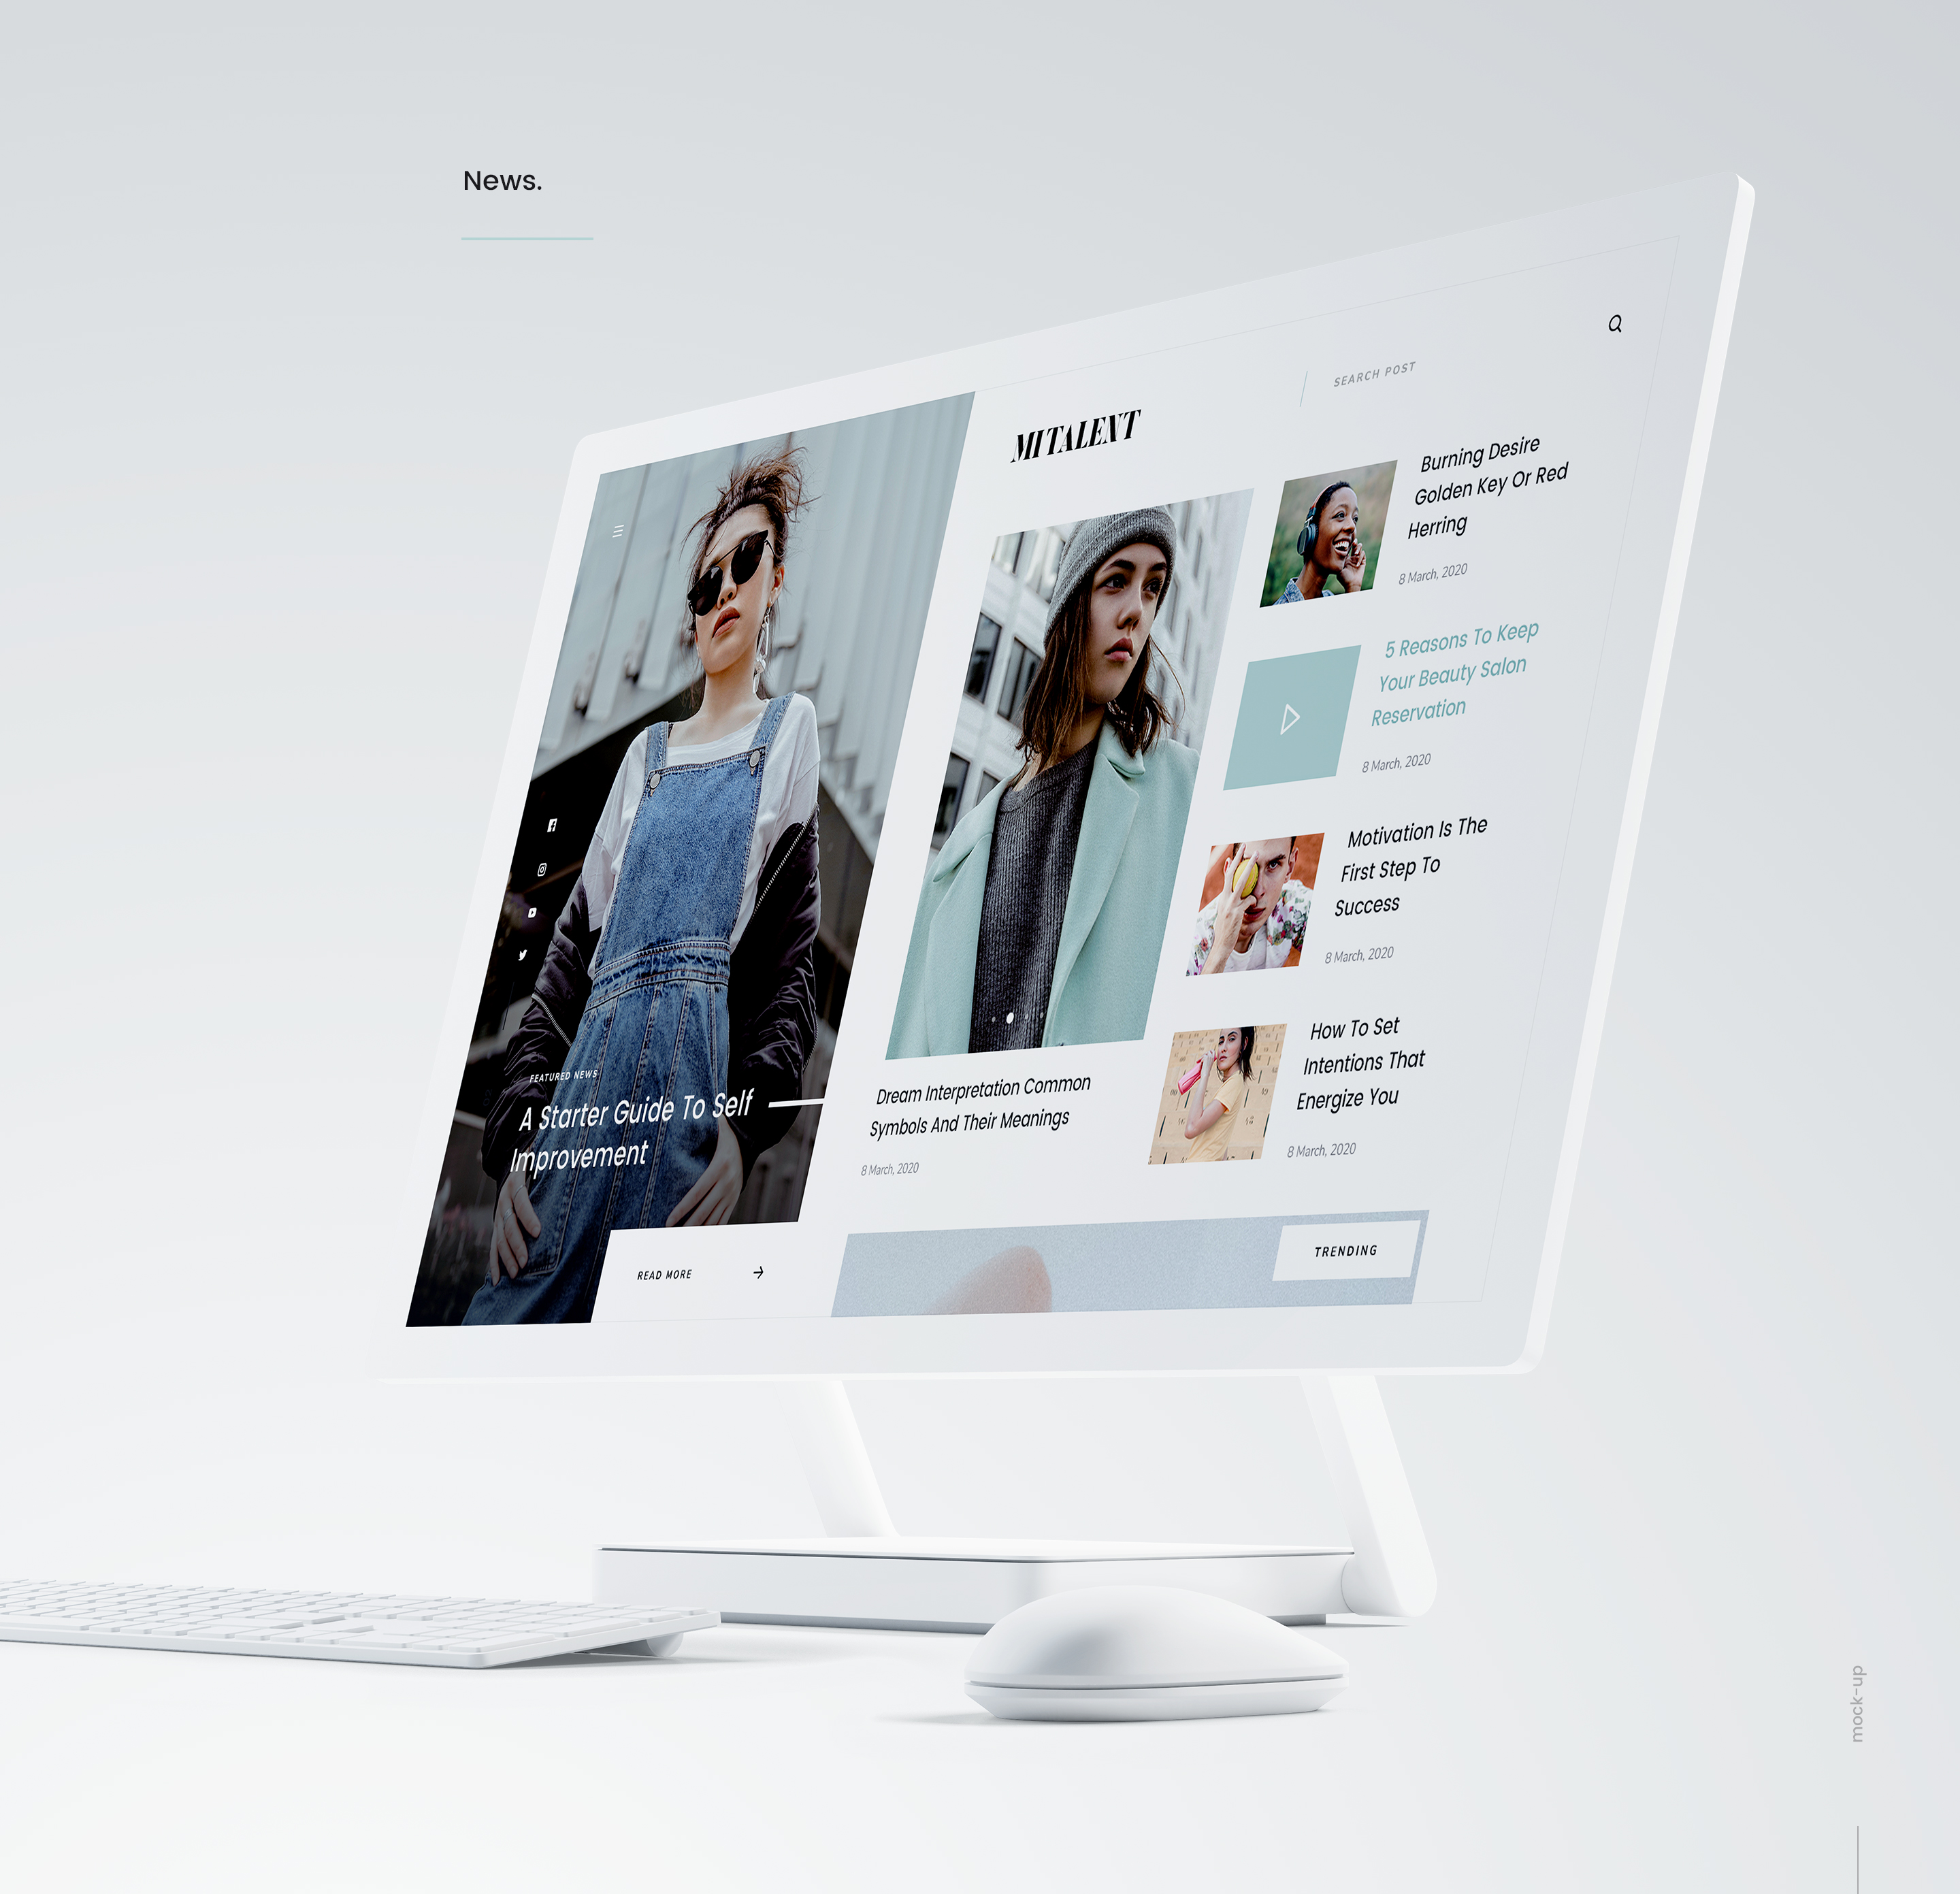 News.
MITALENT
SEARCH POST
FEATURED NEWS
A Starter Guide To Self
Improvement
READ MORE
Dream Interpretation Common
Symbols And Their Meanings
8 March, 2020
Burning Desire
Golden Key Or Red
Herring
8 March, 2020
5 Reasons To Keep
Your Beauty Salon
Reservation
8 March, 2020
Motivation Is The
First Step To
Success
8 March, 2020
How To Set
Intentions That
Energize You
8 March, 2020
TRENDING
mock-up